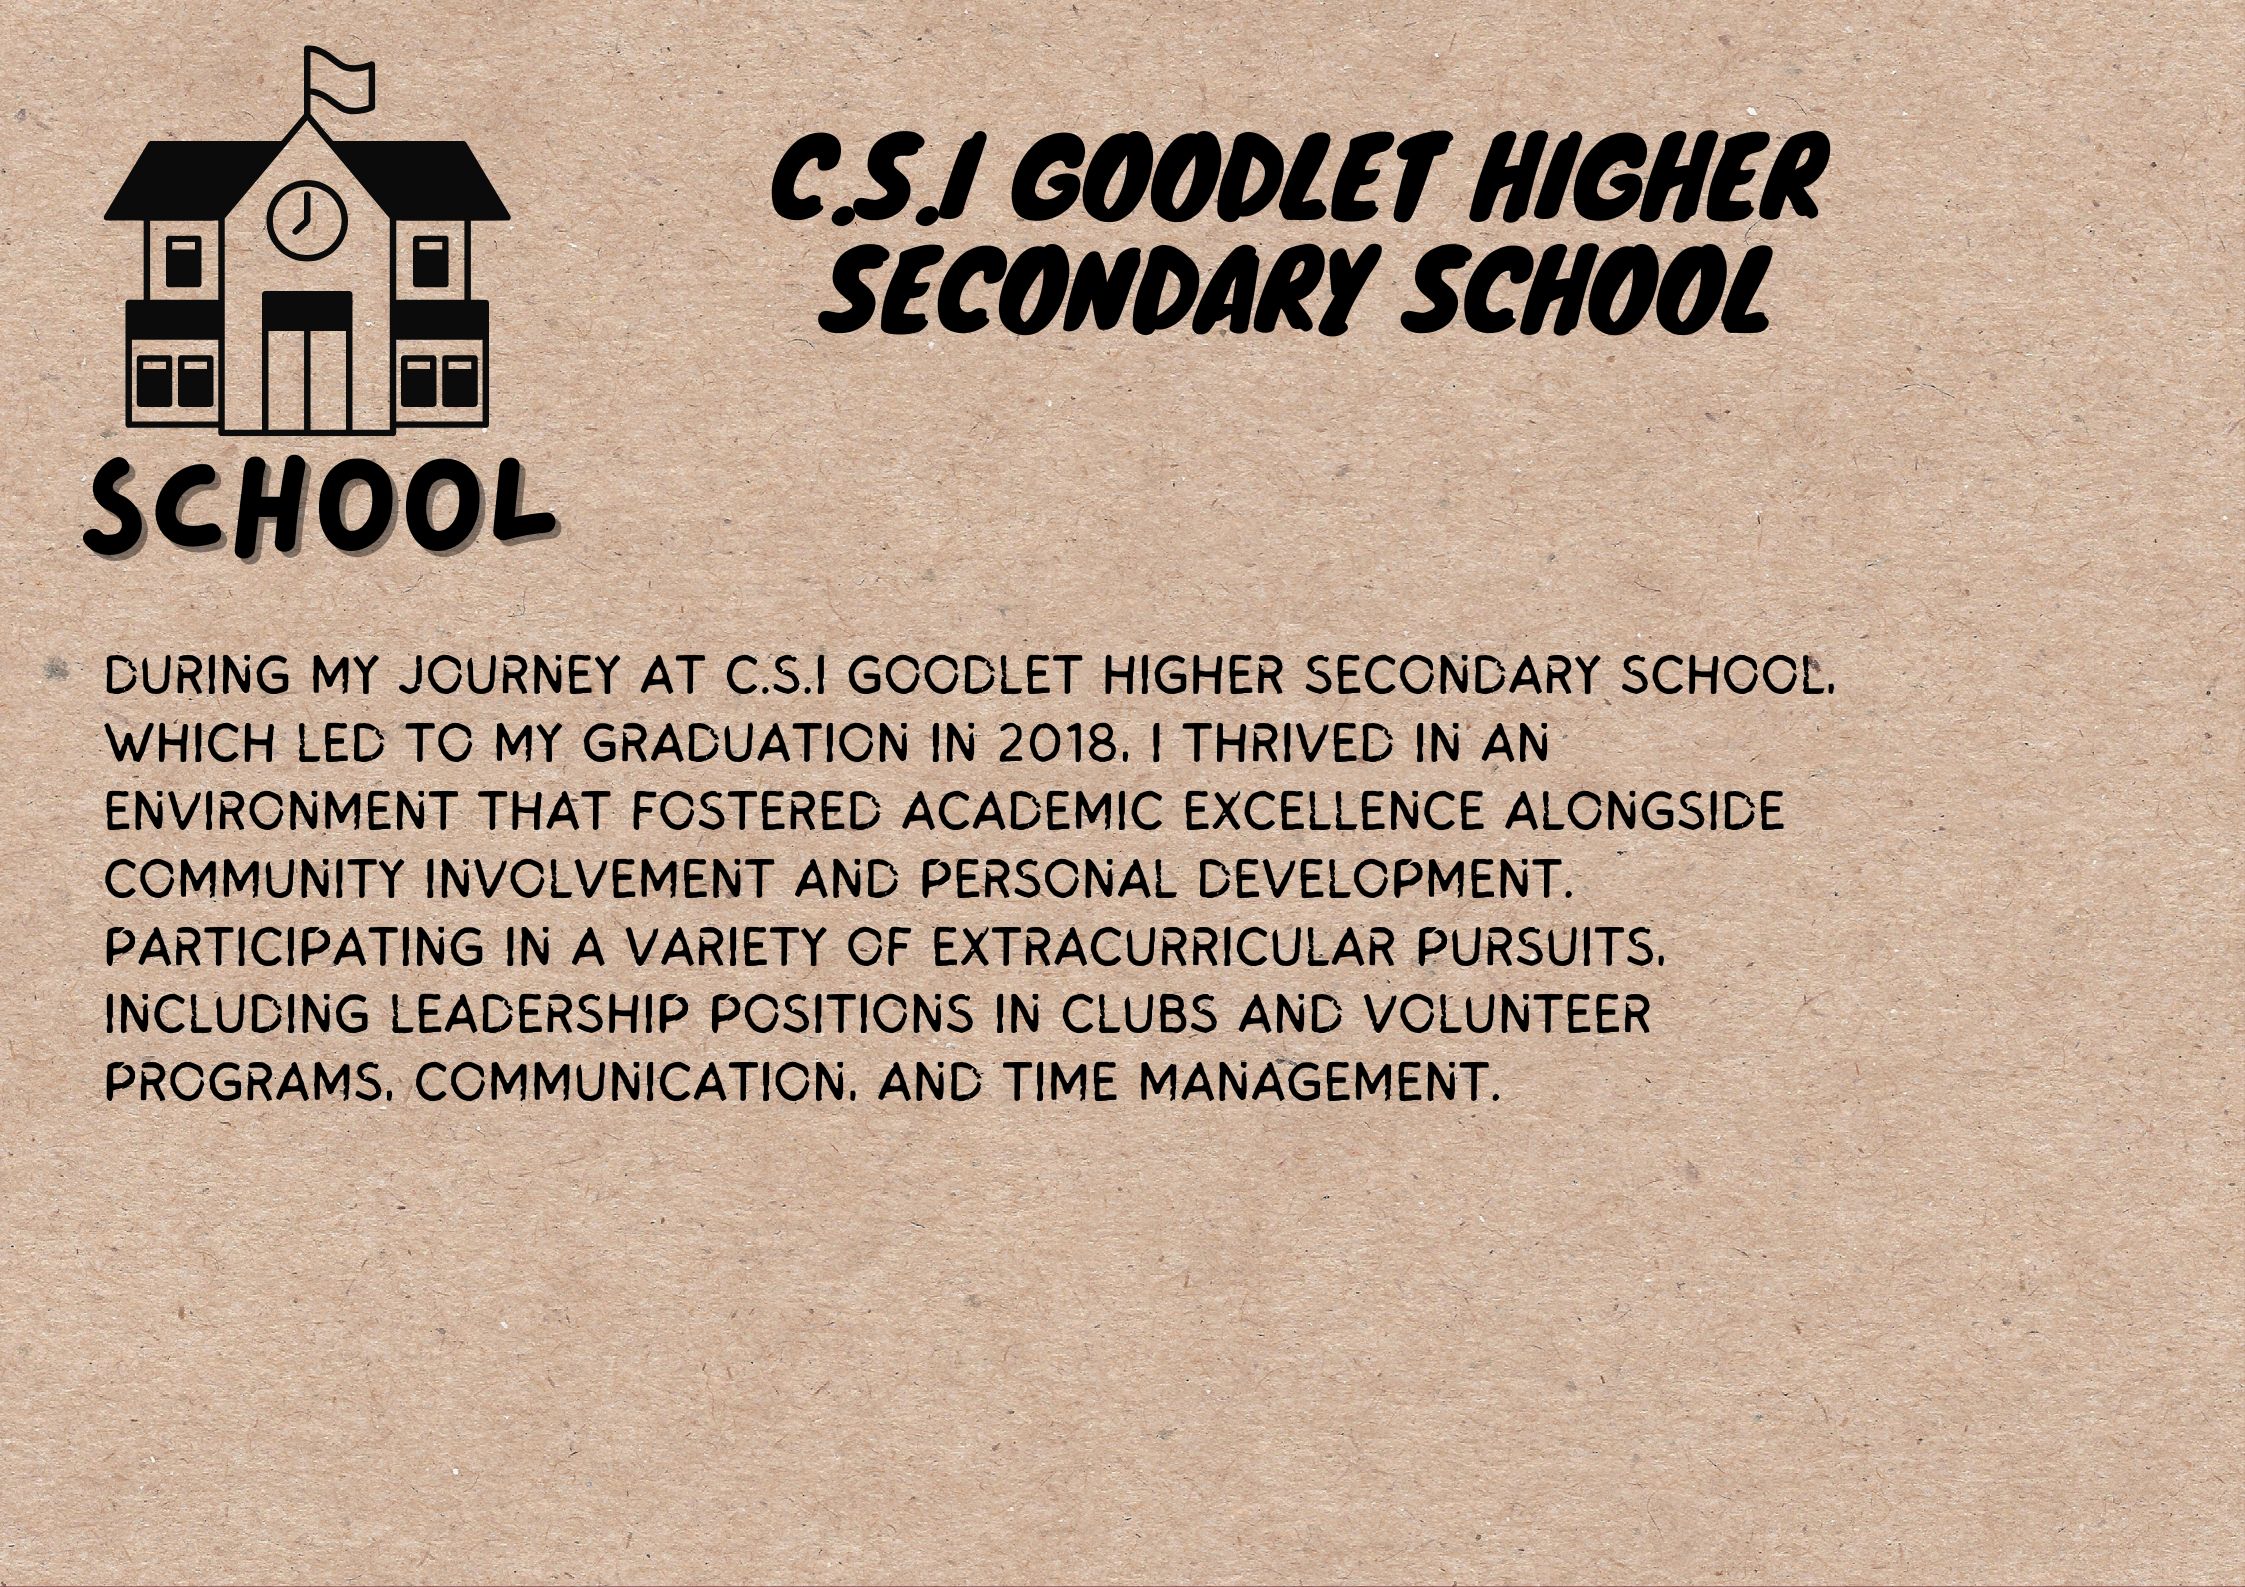 C.S.I GOODLET HIGHER
SECONDARY SCHOOL
SCHOOL
DURING MY JOURNEY AT C.S.I GOODLET HIGHER SECONDARY SCHOOL,
WHICH LED TO MY GRADUATION IN 2018, I THRIVED IN AN
ENVIRONMENT THAT FOSTERED ACADEMIC EXCELLENCE ALONGSIDE
COMMUNITY INVOLVEMENT AND PERSONAL DEVELOPMENT.
PARTICIPATING IN A VARIETY OF EXTRACURRICULAR PURSUITS,
INCLUDING LEADERSHIP POSITIONS IN CLUBS AND VOLUNTEER
PROGRAMS, COMMUNICATION, AND TIME MANAGEMENT.